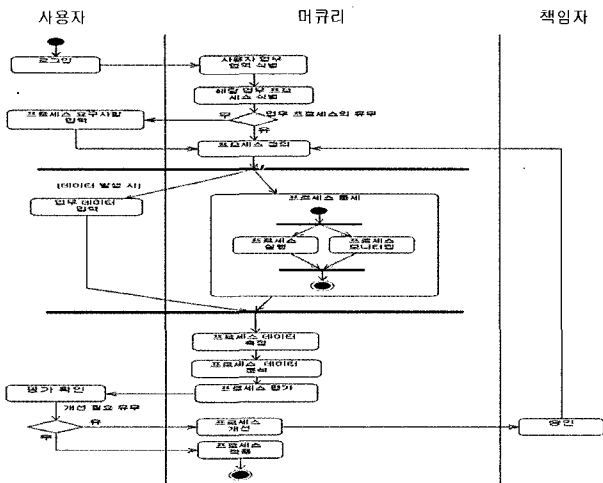 사용자
머큐리
책임자
로그인
사용자 업무
영역 식별
해당 업무 프로
세스 식별
프로세스 요구사항
입력
무
업무 프로세스의 유무
유
프로세스 정의
[데이터 발생 시]
업무 데이터
입력
프로세스 통제
프로세스
실행
프로세스
모니터링
프로세스 데이터
측정
프로세스 데이터
분석
프로세스 평가
평가 확인
개선 필요 유무
유
무
프로세스
개선
승인
프로세스